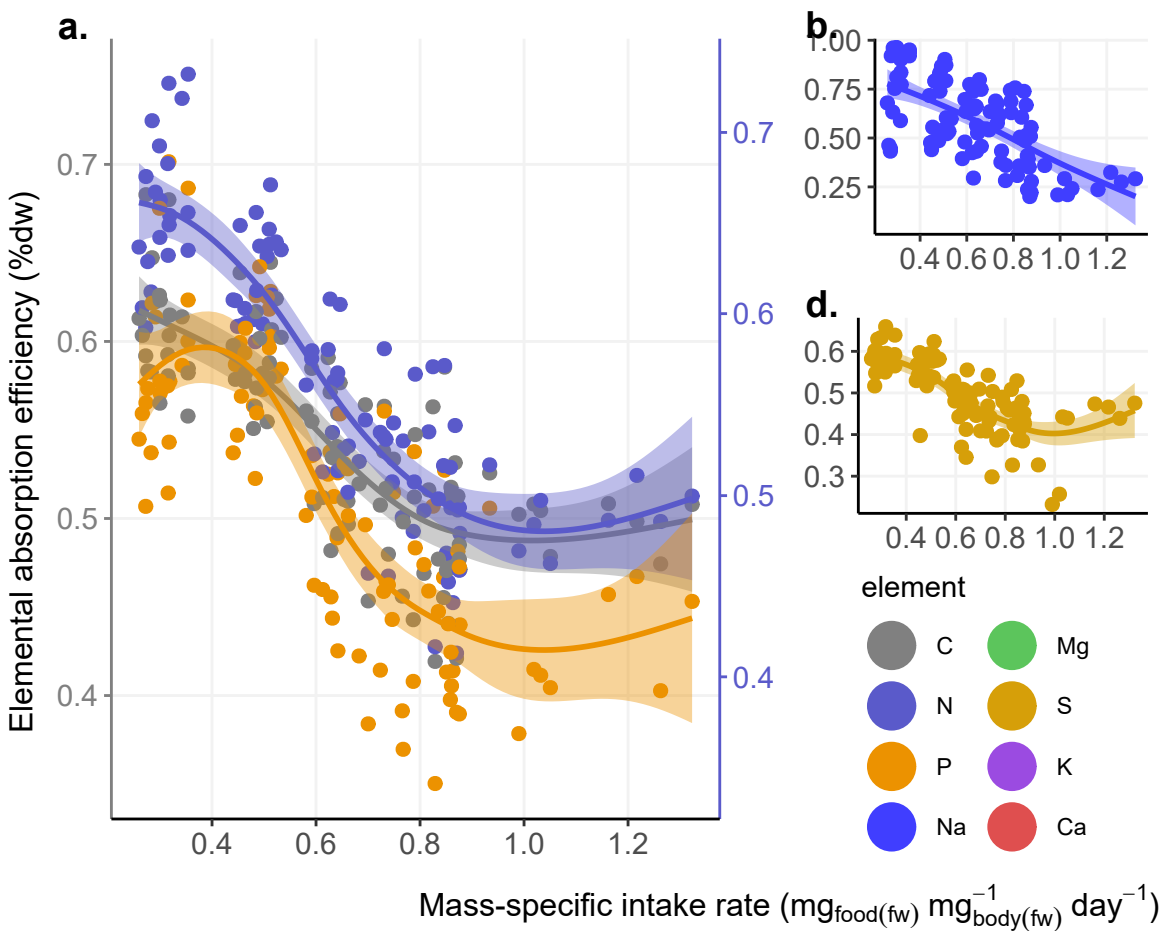 a.
Elemental absorption efficiency (%dw)
0.7
0.6
0.5
0.4
0.7
0.6
0.5
0.4
0.4 0.6 0.8 1.0 1.2
b.
1.00
0.75
0.50
0.25
0.4 0.6 0.8 1.0 1.2
d.
0.6
0.5
0.4
0.3
0.4 0.6 0.8 1.0 1.2
element
C Mg
N S
P K
Na Ca
Mass-specific intake rate (mg food(fw) mg body(fw) −1 day −1)